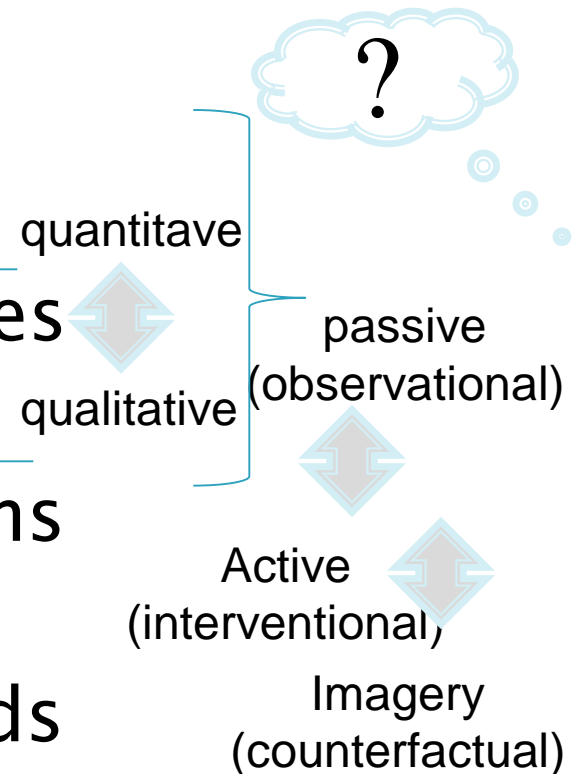 ?
quantitave
es
passive
(observational)
qualitative
ns
Active
(interventional)
ds
Imagery
(counterfactual)